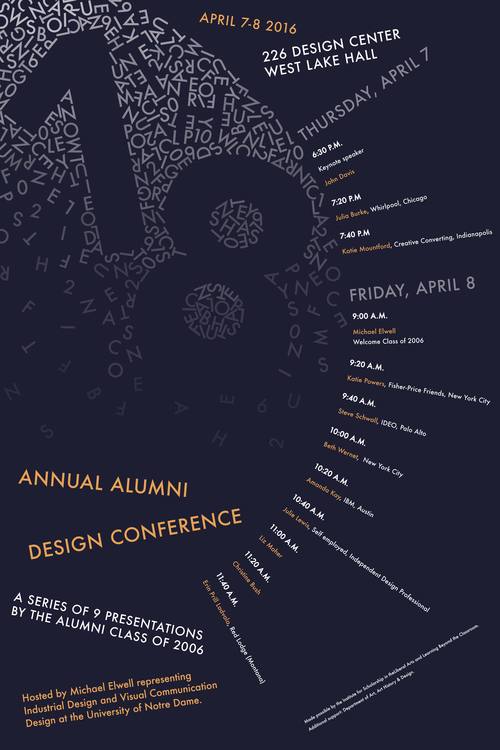 APRIL 7-8 2016
226 DESIGN CENTER
WEST LAKE HALL
THURSDAY, APRIL 7
6:30 P.M.
Keynote speaker
John Davis
7:20 P.M
Julia Burke, Whirlpool, Chicago
7:40 P.M
Katie Mountford, Creative Converting, Indianapolis
FRIDAY, APRIL 8
9:00 A.M.
Michael Elwell
Welcome Class of 2006
9:20 A.M.
Katie Powers, Fisher-Price Friends, New York City
9:40 A.M.
Steve Schwall, IDEO, Palo Alto
10:00 A.M.
Beth Wernet, New York City
10:20 A.M.
Amanda Kay, IBM, Austin
10:40 A.M.
Julie Lewis, Self employed, Independent Design Professional
11:00 A.M.
Liz Maher
11:20 A.M.
Christine Bush
11:40 A.M.
Erin Prill Ladwda, Red Lodge (Montana)
ANNUAL ALUMNI
DESIGN CONFERENCE
A SERIES OF 9 PRESENTATIONS
BY THE ALUMNI CLASS OF 2006
Hosted by Michael Elwell representing
Industrial Design and Visual Communication
Design at the University of Notre Dame.
Made possible by the Institute for Scholarship in the Liberal Arts and Learning Beyond the Classroom.
Additional support: Department of Art, Art History & Design.